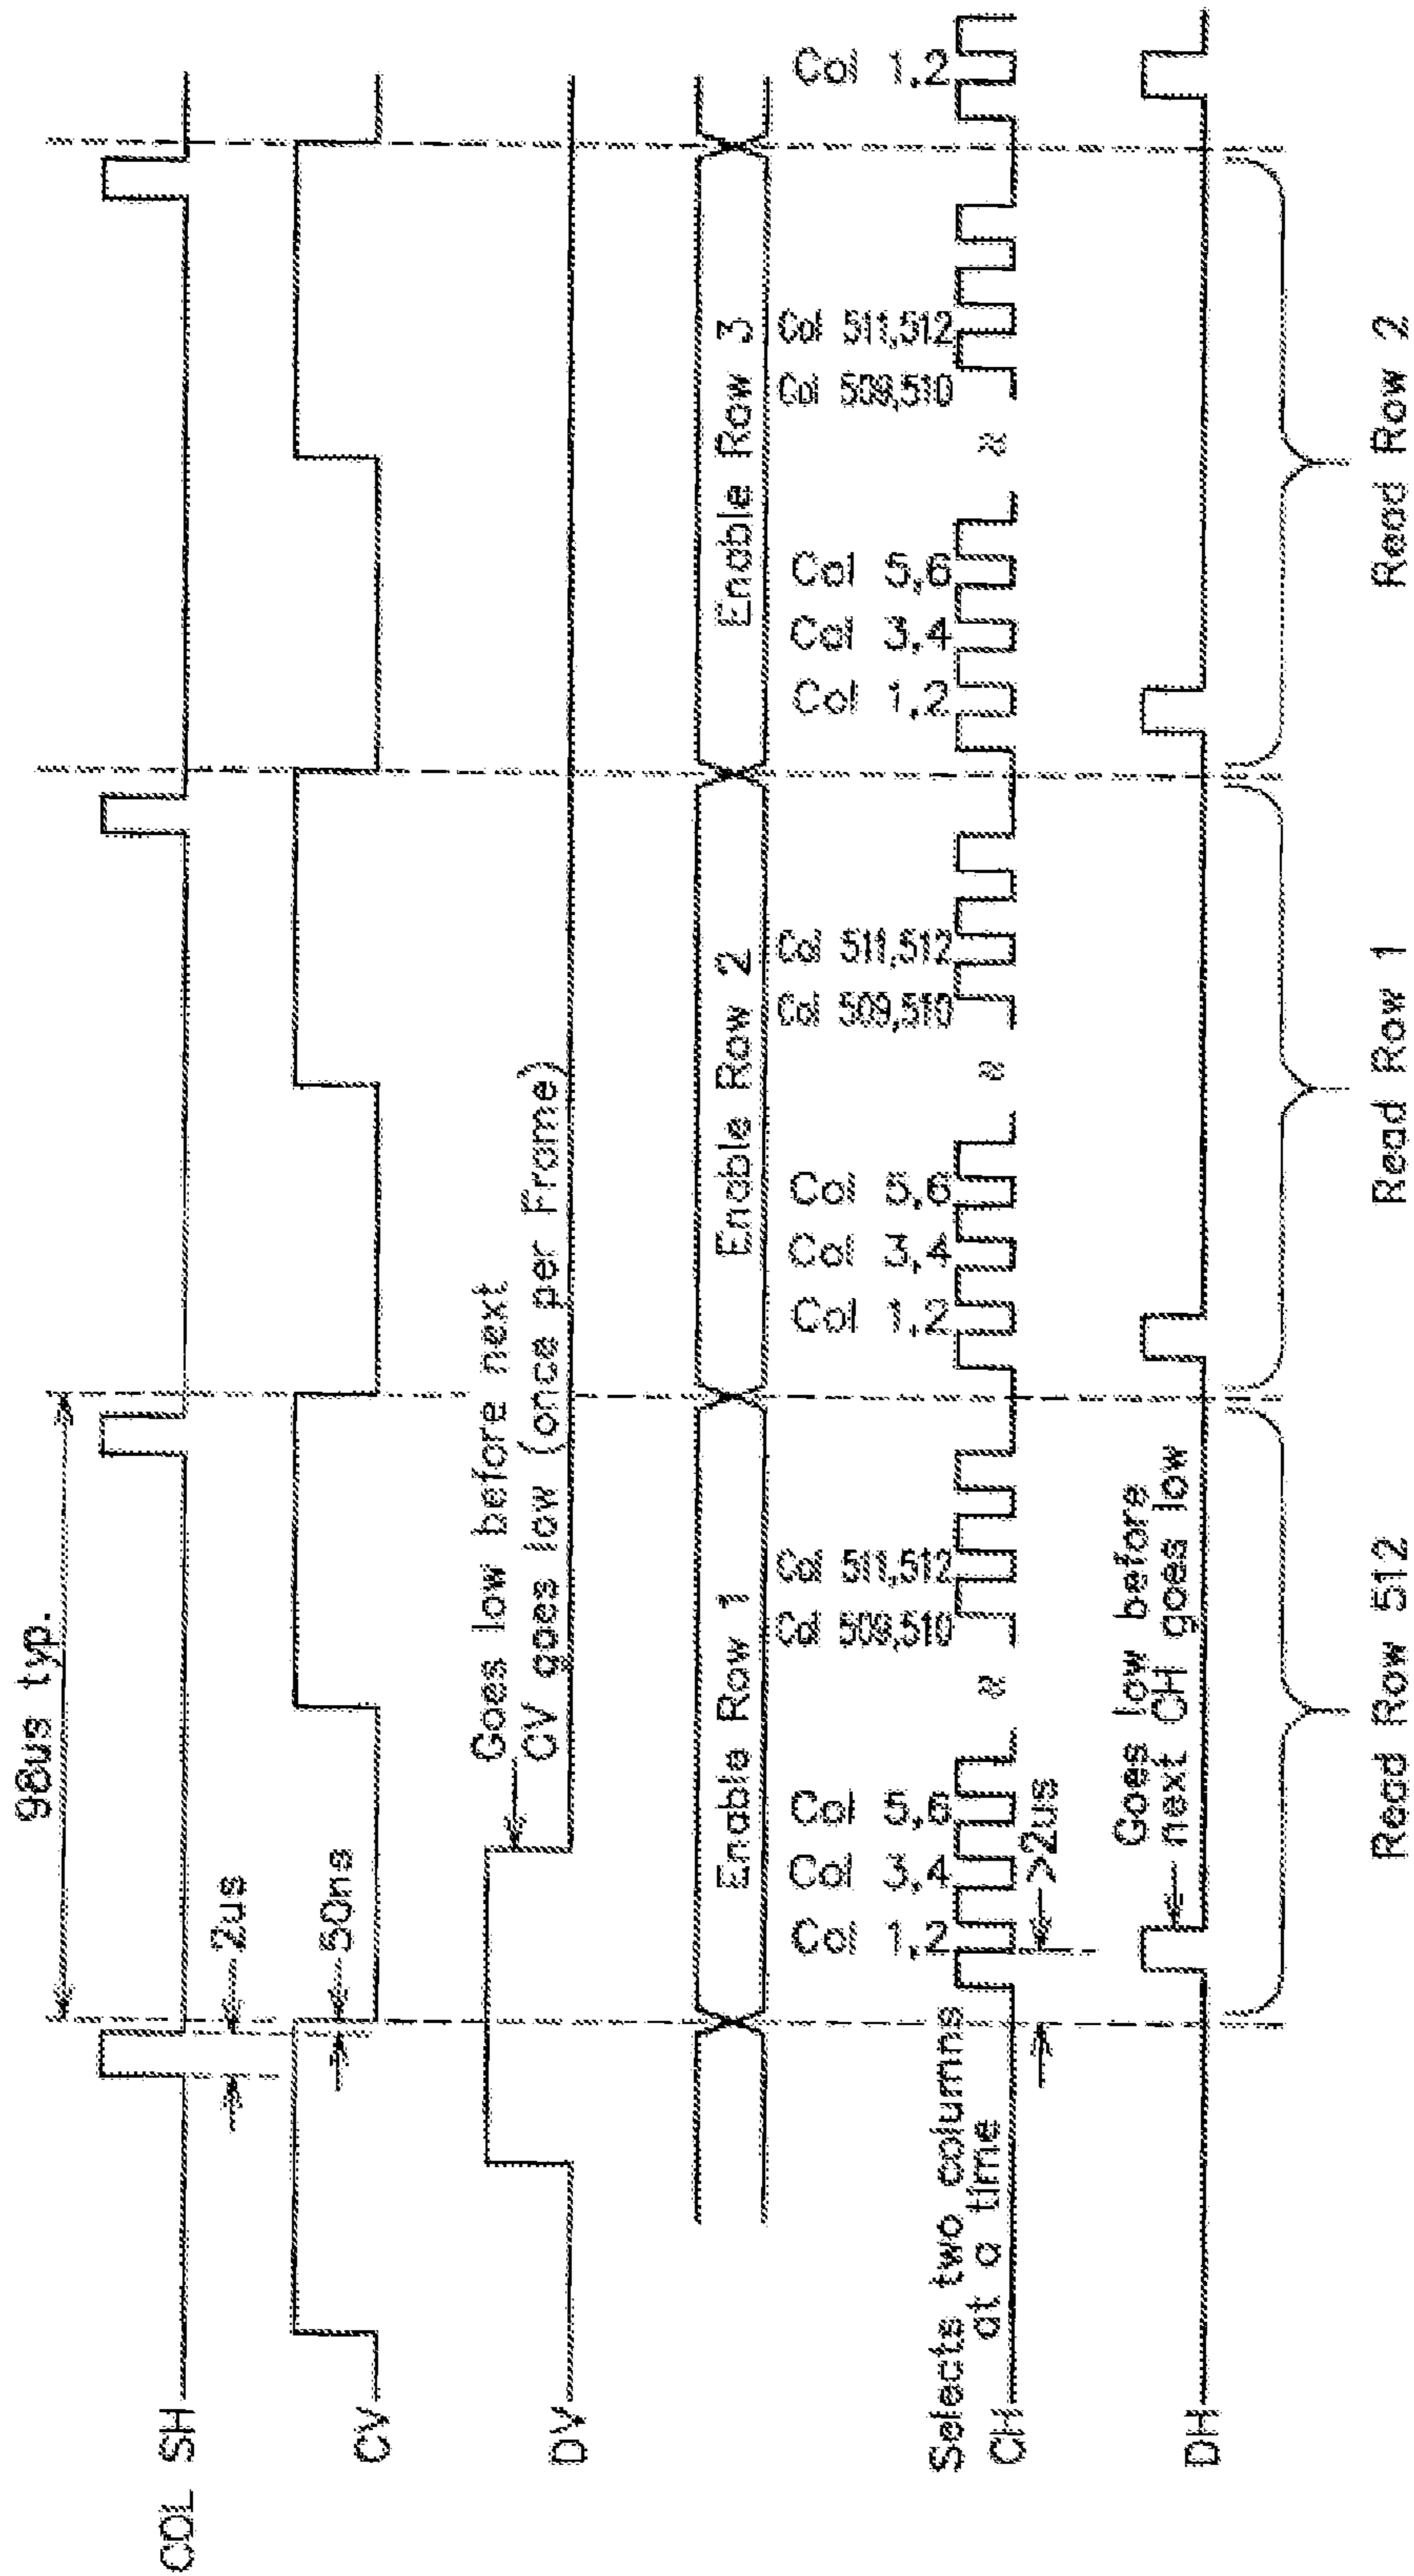 98us typ.
COL SH
2us
CV
50ns
DV
Goes low before next
CV goes low (once per Frame)
Enable Row 1
Enable Row 2
Enable Row 3
Selects two columns
at a time
Col 1,2
Col 3,4
Col 5,6
Col 509,510
Col 511,512
Col 1,2
Col 3,4
Col 5,6
Col 509,510
Col 511,512
Col 1,2
Col 3,4
Col 5,6
Col 509,510
Col 511,512
Col 1,2
CH
≈
≈
≈
>2us
DH
Goes low before
next CH goes low
Read Row 512
Read Row 1
Read Row 2